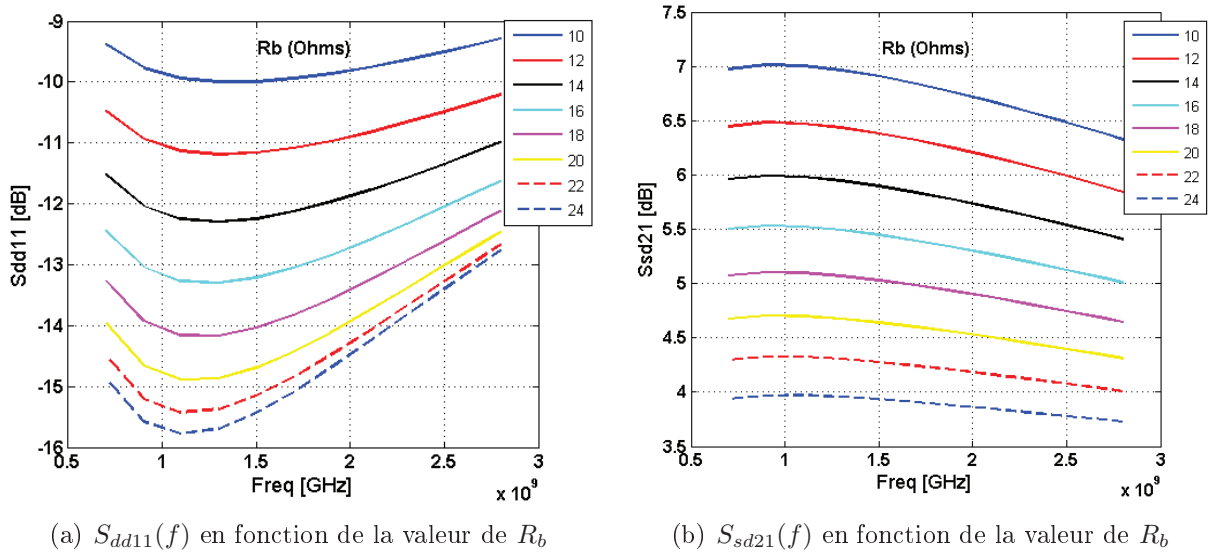 -9
-10
-11
-12
-13
-14
-15
-16
Sdd11 [dB]
Rb (Ohms)
10
12
14
16
18
20
22
24
0.5 1 1.5 2 2.5 3
Freq [GHz]
x 10^9
(a) S_{dd11}(f) en fonction de la valeur de R_b
7.5
7
6.5
6
5.5
5
4.5
4
3.5
Ssd21 [dB]
Rb (Ohms)
10
12
14
16
18
20
22
24
0.5 1 1.5 2 2.5 3
Freq [GHz]
x 10^9
(b) S_{sd21}(f) en fonction de la valeur de R_b